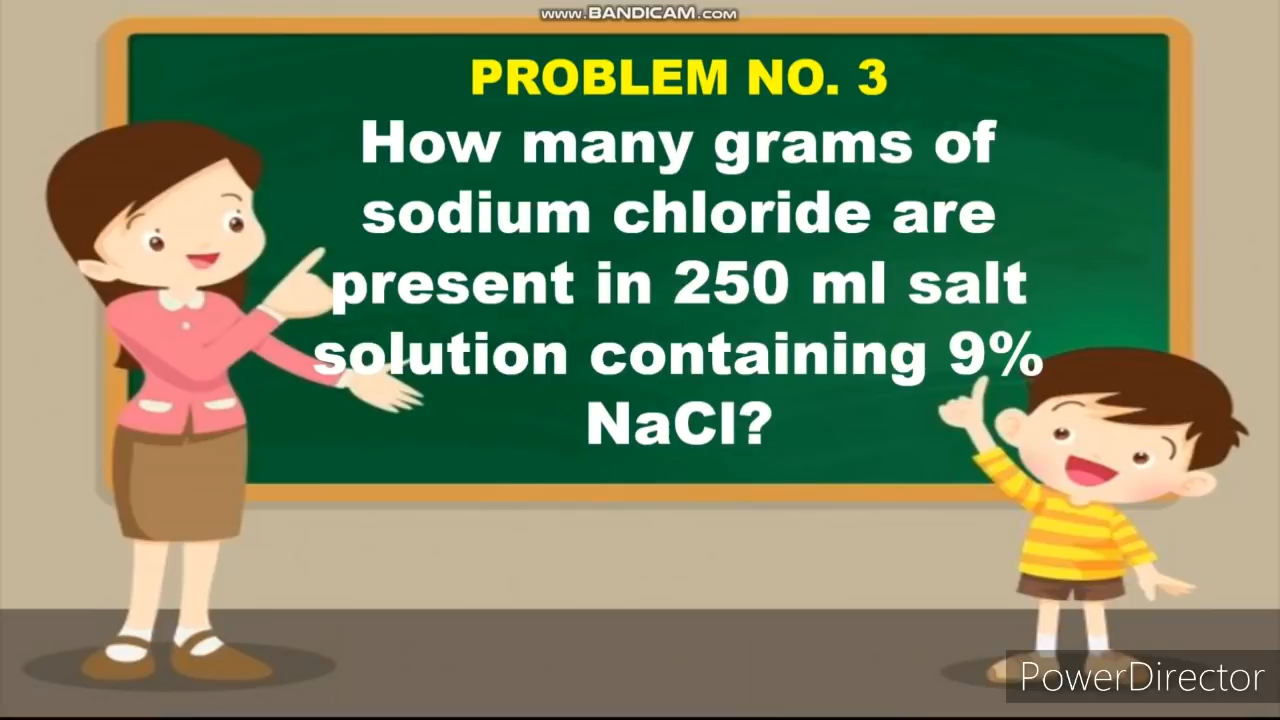 www.BANDICAM.com
PROBLEM NO. 3
How many grams of
sodium chloride are
present in 250 ml salt
solution containing 9%
NaCl?
PowerDirector